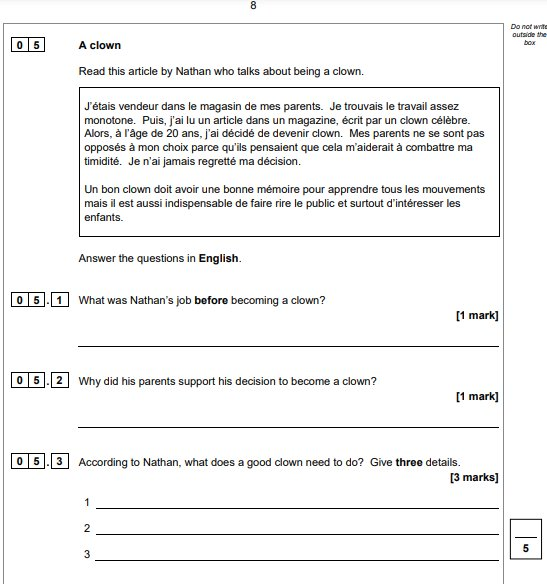 8
Do not write
outside the
box
0 5 A clown
Read this article by Nathan who talks about being a clown.
J'étais vendeur dans le magasin de mes parents. Je trouvais le travail assez
monotone. Puis, j'ai lu un article dans un magazine, écrit par un clown célèbre.
Alors, à l'âge de 20 ans, j'ai décidé de devenir clown. Mes parents ne se sont pas
opposés à mon choix parce qu'ils pensaient que cela m'aiderait à combattre ma
timidité. Je n'ai jamais regretté ma décision.
Un bon clown doit avoir une bonne mémoire pour apprendre tous les mouvements
mais il est aussi indispensable de faire rire le public et surtout d'intéresser les
enfants.
Answer the questions in English.
0 5 . 1 What was Nathan's job before becoming a clown?
[1 mark]
0 5 . 2 Why did his parents support his decision to become a clown?
[1 mark]
0 5 . 3 According to Nathan, what does a good clown need to do? Give three details.
[3 marks]
1
2
3
5